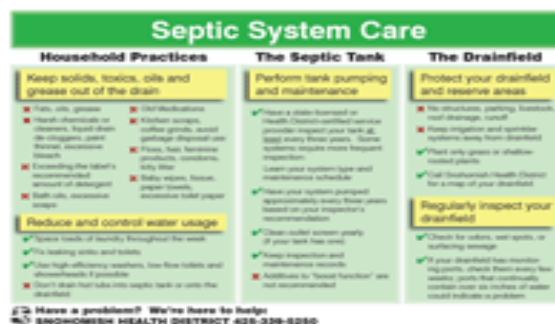 Septic System Care
Household Practices
Keep solids, toxics, oils and
grease out of the drain
Fats, oils, grease
Harsh chemicals or
cleaners, liquid drain
de-cloggers, paint
thinner, excessive
bleach
Exceeding the label's
recommended
amount of detergent
Bath oils, excessive
soaps
Old Medications
Kitchen scraps,
coffee grinds, avoid
garbage disposal use
Floss, fat, feminine
products, condoms,
kitty litter
Baby wipes, tissue,
paper towels,
excessive toilet paper
Reduce and control water usage
Space loads of laundry throughout the week
Fix leaking sinks and toilets
Use high efficiency washers, low-flow toilets and
showerheads if possible
Don't drain hot tubs into septic tank or onto the
drainfield
The Septic Tank
Perform tank pumping
and maintenance
Have a state-licensed or
Health District-certified service
provider inspect your tank at
least every three years. Some
systems require more frequent
inspection
Learn your system type and
maintenance schedule
Have your system pumped
approximately every three years
based on your inspector's
recommendation
Clean outlet screen yearly
(if your tank has one)
Keep inspection and
maintenance records
Additives to "boost function" are
not recommended
The Drainfield
Protect your drainfield
and reserve areas
No structures, parking, livestock,
roof drainage, runoff
Keep irrigation and sprinkler
systems away from drainfield
Plant only grass or shallow-
rooted plants
Call Snohomish Health District
for a map of your drainfield
Regularly inspect your
drainfield
Check for odors, wet spots, or
surfacing sewage
If your drainfield has monitor-
ing ports, check them every few
weeks; ports that continually
contain over six inches of water
could indicate a problem
Have a problem? We're here to help:
SNOHOMISH HEALTH DISTRICT 425-339-5250